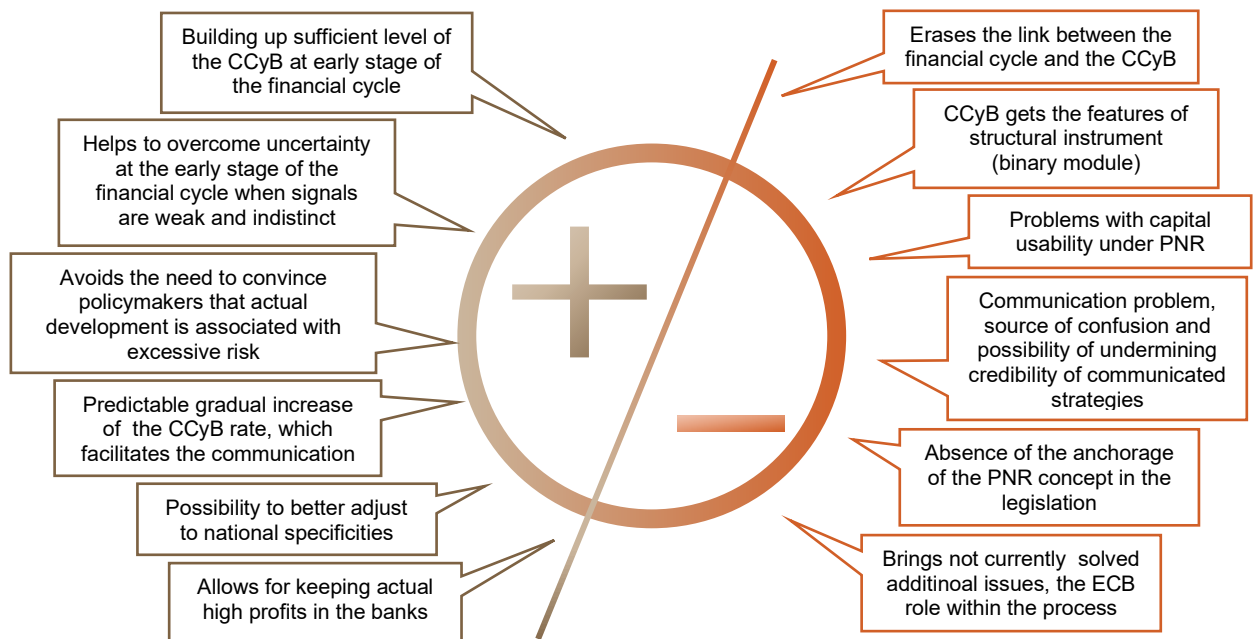 Building up sufficient level of
the CCyB at early stage of
the financial cycle
Helps to overcome uncertainty
at the early stage of the
financial cycle when signals
are weak and indistinct
Avoids the need to convince
policymakers that actual
development is associated with
excessive risk
Predictable gradual increase
of the CCyB rate, which
facilitates the communication
Possibility to better adjust
to national specificities
Allows for keeping actual
high profits in the banks
Erases the link between the
financial cycle and the CCyB
CCyB gets the features of
structural instrument
(binary module)
Problems with capital
usability under PNR
Communication problem,
source of confusion and
possibility of undermining
credibility of communicated
strategies
Absence of the anchorage
of the PNR concept in the
legislation
Brings not currently solved
additinoal issues, the ECB
role within the process